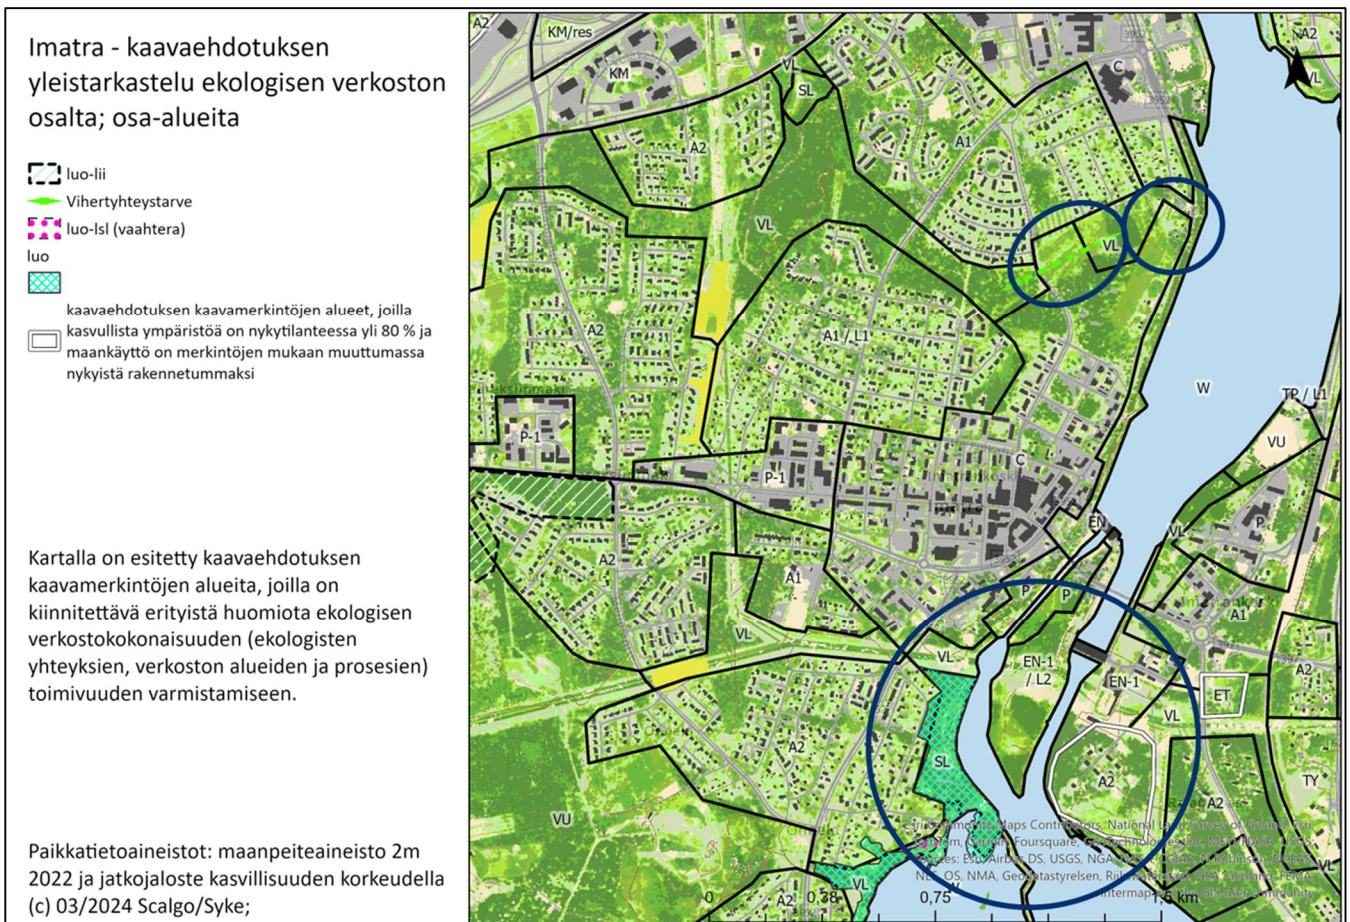 Imatra - kaavaehdotuksen
yleistarkastelu ekologisen verkoston
osalta; osa-alueita
luo-lii
Vihertyhteystarve
luo-lsl (vaahtera)
luo
kaavaehdotuksen kaavamerkintöjen alueet, joilla
kasvullista ympäristöä on nykytilanteessa yli 80 % ja
maankäyttö on merkintöjen mukaan muuttumassa
nykyistä rakennetummaksi
Kartalla on esitetty kaavaehdotuksen
kaavamerkintöjen alueita, joilla on
kiinnitettävä erityistä huomiota ekologisen
verkostokokonaisuuden (ekologisten
yhteyksien, verkoston alueiden ja prosesien)
toimivuuden varmistamiseen.
Paikkatietoaineistot: maanpeiteaineisto 2m
2022 ja jatkojaloste kasvillisuuden korkeudella
(c) 03/2024 Scalgo/Syke;
A2
KM/res
KM
VL
SL
C
A2
VL
A2
A1
VL
VL
A2
A1 / L1
W
TP / L1
VU
P-1
P-1
C
EN
VL
P
A2
A1
P
P
A1
VL
VL
EN-1
/ L2
EN-1
A2
ET
VL
A2
SL
A2
A2
TY
VU
VL
A2
VL
0
0,38
0,75
1,5 km